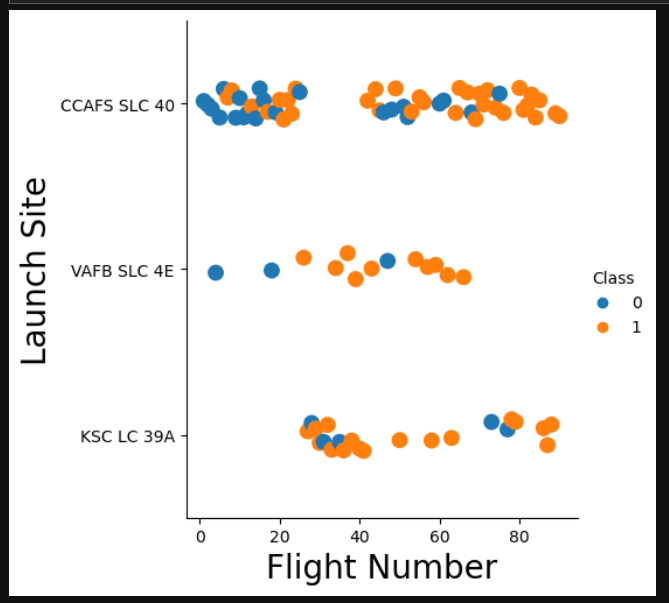 Launch Site
CCAFS SLC 40
VAFB SLC 4E
KSC LC 39A
0
20
40
60
80
Flight Number
Class
0
1